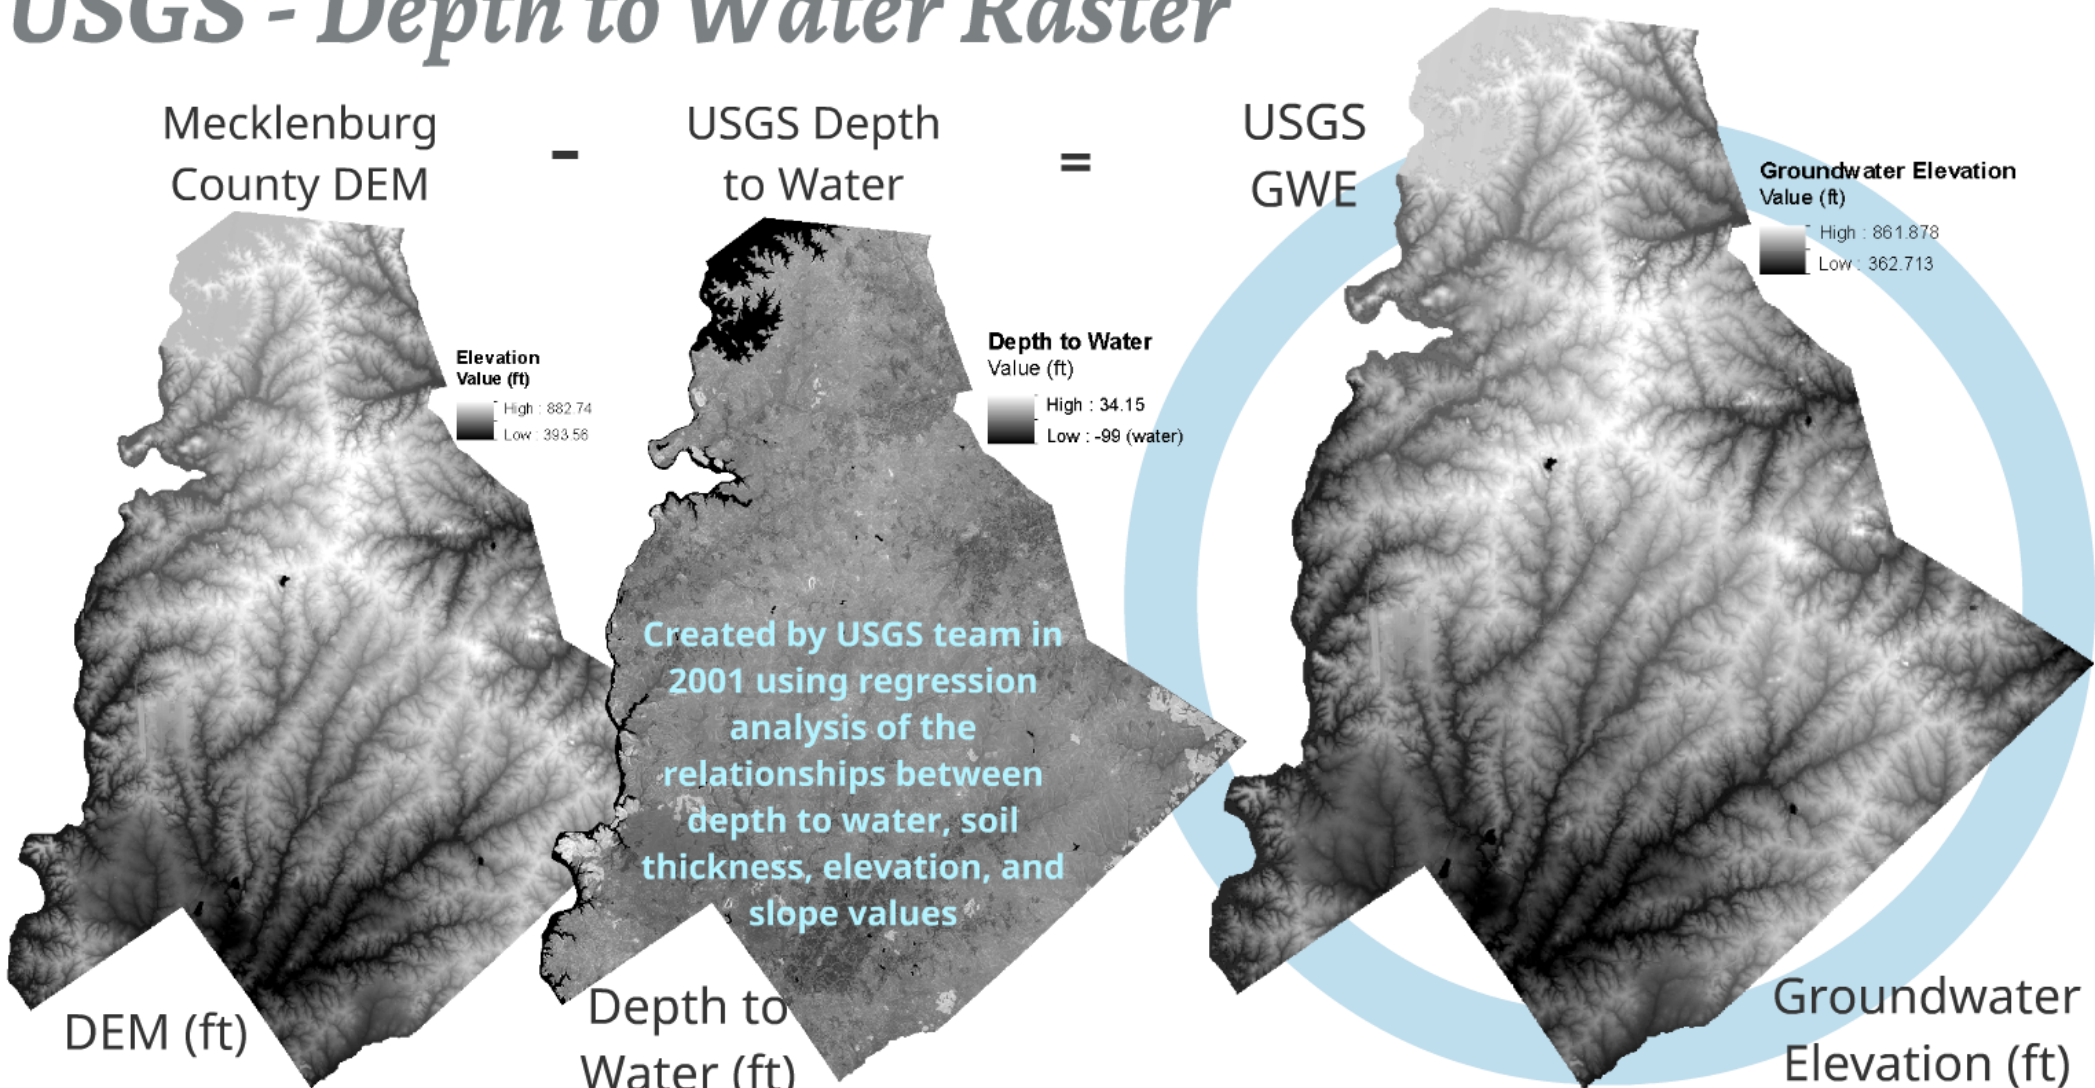 USGS - Depth to Water Raster
Mecklenburg
County DEM
-
USGS Depth
to Water
=
USGS
GWE
Elevation
Value (ft)
High : 882.74
Low : 393.56
Depth to Water
Value (ft)
High : 34.15
Low : -99 (water)
Groundwater Elevation
Value (ft)
High : 861.878
Low : 362.713
Created by USGS team in
2001 using regression
analysis of the
relationships between
depth to water, soil
thickness, elevation, and
slope values
DEM (ft)
Depth to
Water (ft)
Groundwater
Elevation (ft)